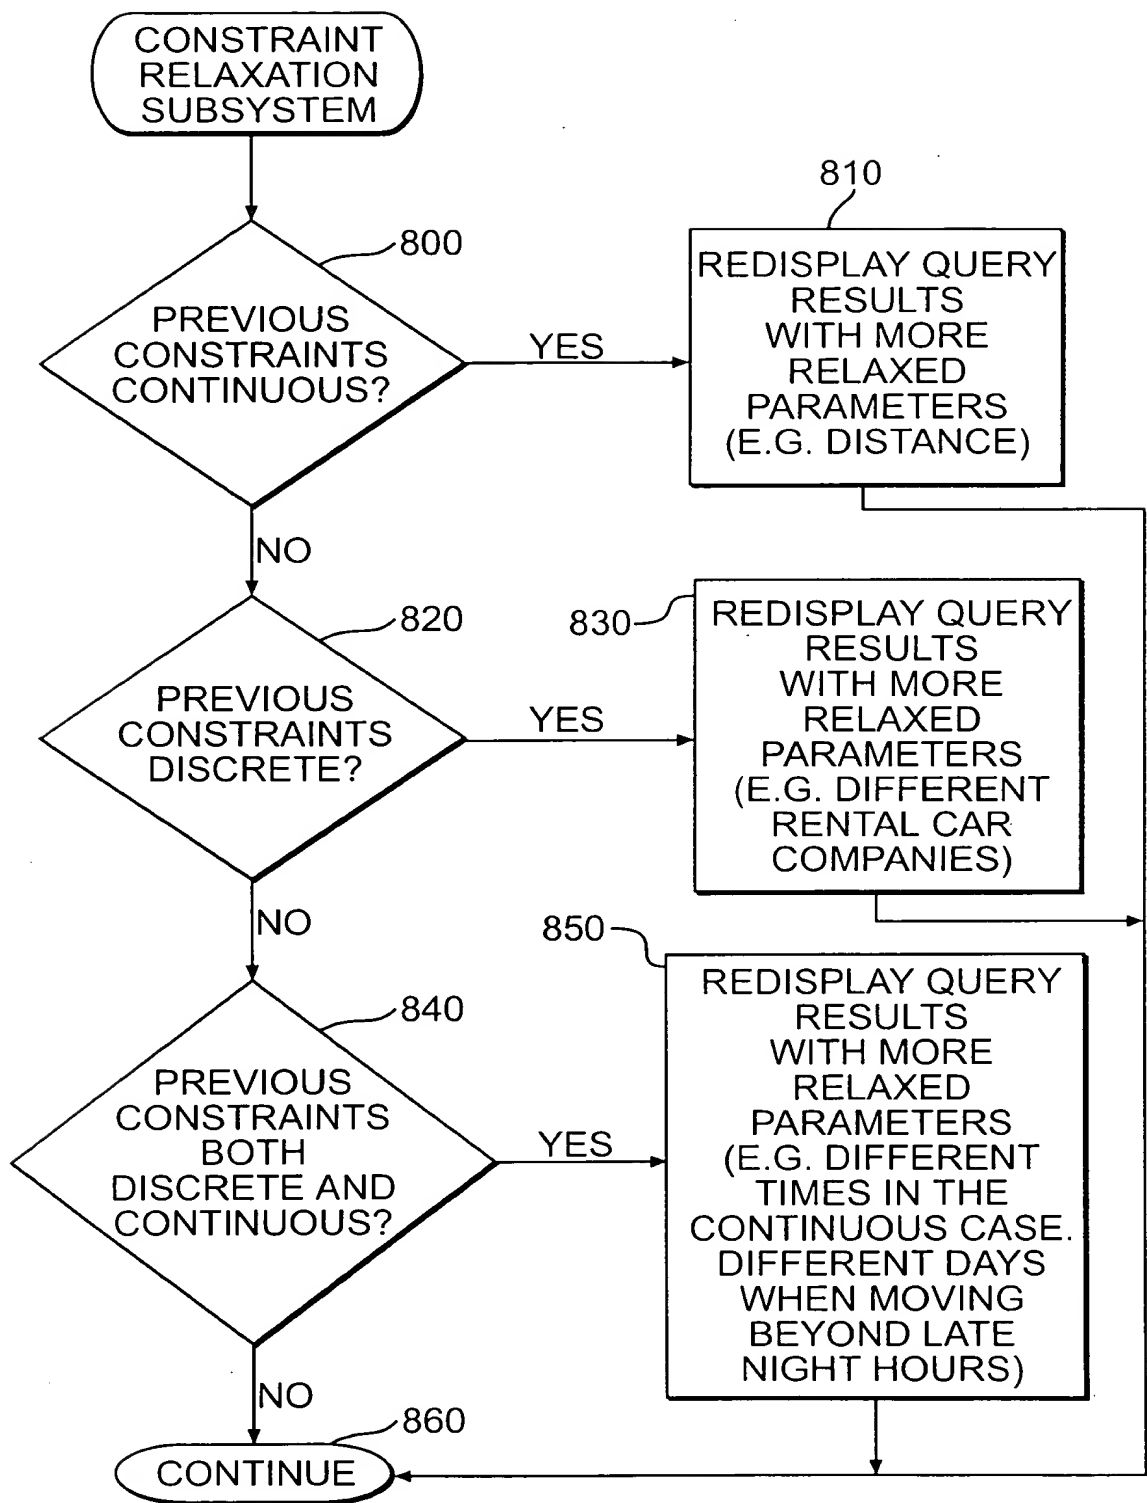 CONSTRAINT
RELAXATION
SUBSYSTEM
800
PREVIOUS
CONSTRAINTS
CONTINUOUS?
YES
810
REDISPLAY QUERY
RESULTS
WITH MORE
RELAXED
PARAMETERS
(E.G. DISTANCE)
NO
820
PREVIOUS
CONSTRAINTS
DISCRETE?
YES
830
REDISPLAY QUERY
RESULTS
WITH MORE
RELAXED
PARAMETERS
(E.G. DIFFERENT
RENTAL CAR
COMPANIES)
NO
840
PREVIOUS
CONSTRAINTS
BOTH
DISCRETE AND
CONTINUOUS?
YES
850
REDISPLAY QUERY
RESULTS
WITH MORE
RELAXED
PARAMETERS
(E.G. DIFFERENT
TIMES IN THE
CONTINUOUS CASE.
DIFFERENT DAYS
WHEN MOVING
BEYOND LATE
NIGHT HOURS)
NO
860
CONTINUE